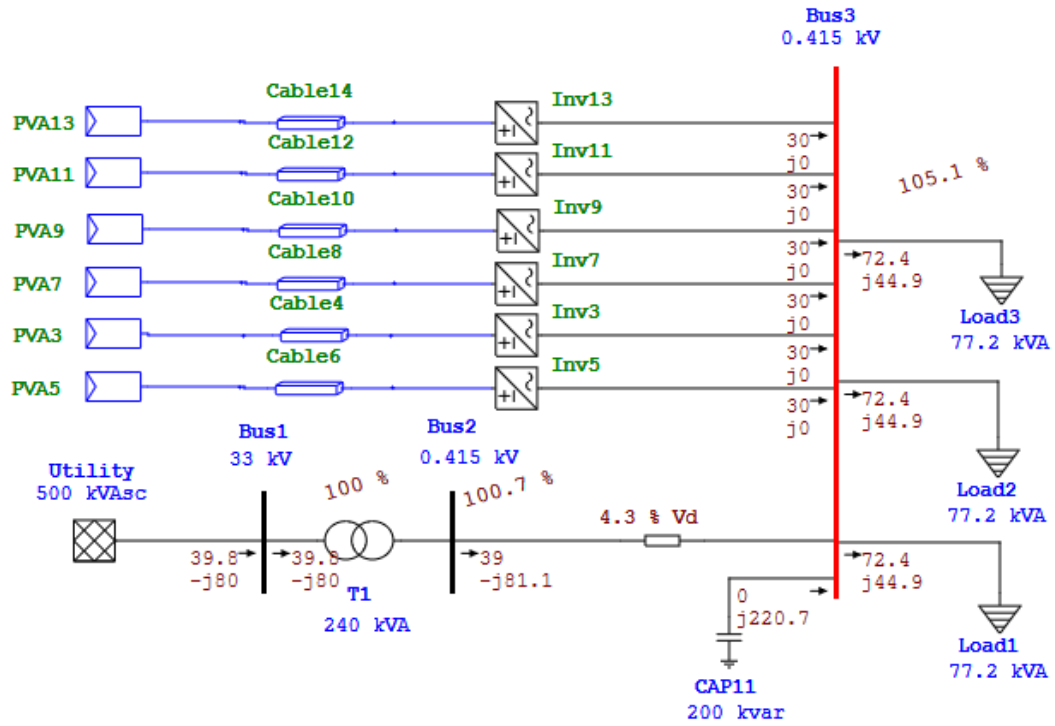 Bus3
0.415 kV
Cable14
PVA13
Inv13
30
j0
Cable12
PVA11
Inv11
30
j0
105.1 %
Cable10
PVA9
Inv9
30
j0
Cable8
PVA7
Inv7
30
j0
72.4
j44.9
Load3
77.2 kVA
Cable4
PVA3
Inv3
30
j0
Cable6
PVA5
Inv5
30
j0
72.4
j44.9
Load2
77.2 kVA
Bus1
33 kV
Bus2
0.415 kV
Utility
500 kVAsc
100 %
100.7 %
4.3 % Vd
39.8
-j80
39.8
-j80
T1
240 kVA
39
-j81.1
72.4
j44.9
Load1
77.2 kVA
0
j220.7
CAP11
200 kvar